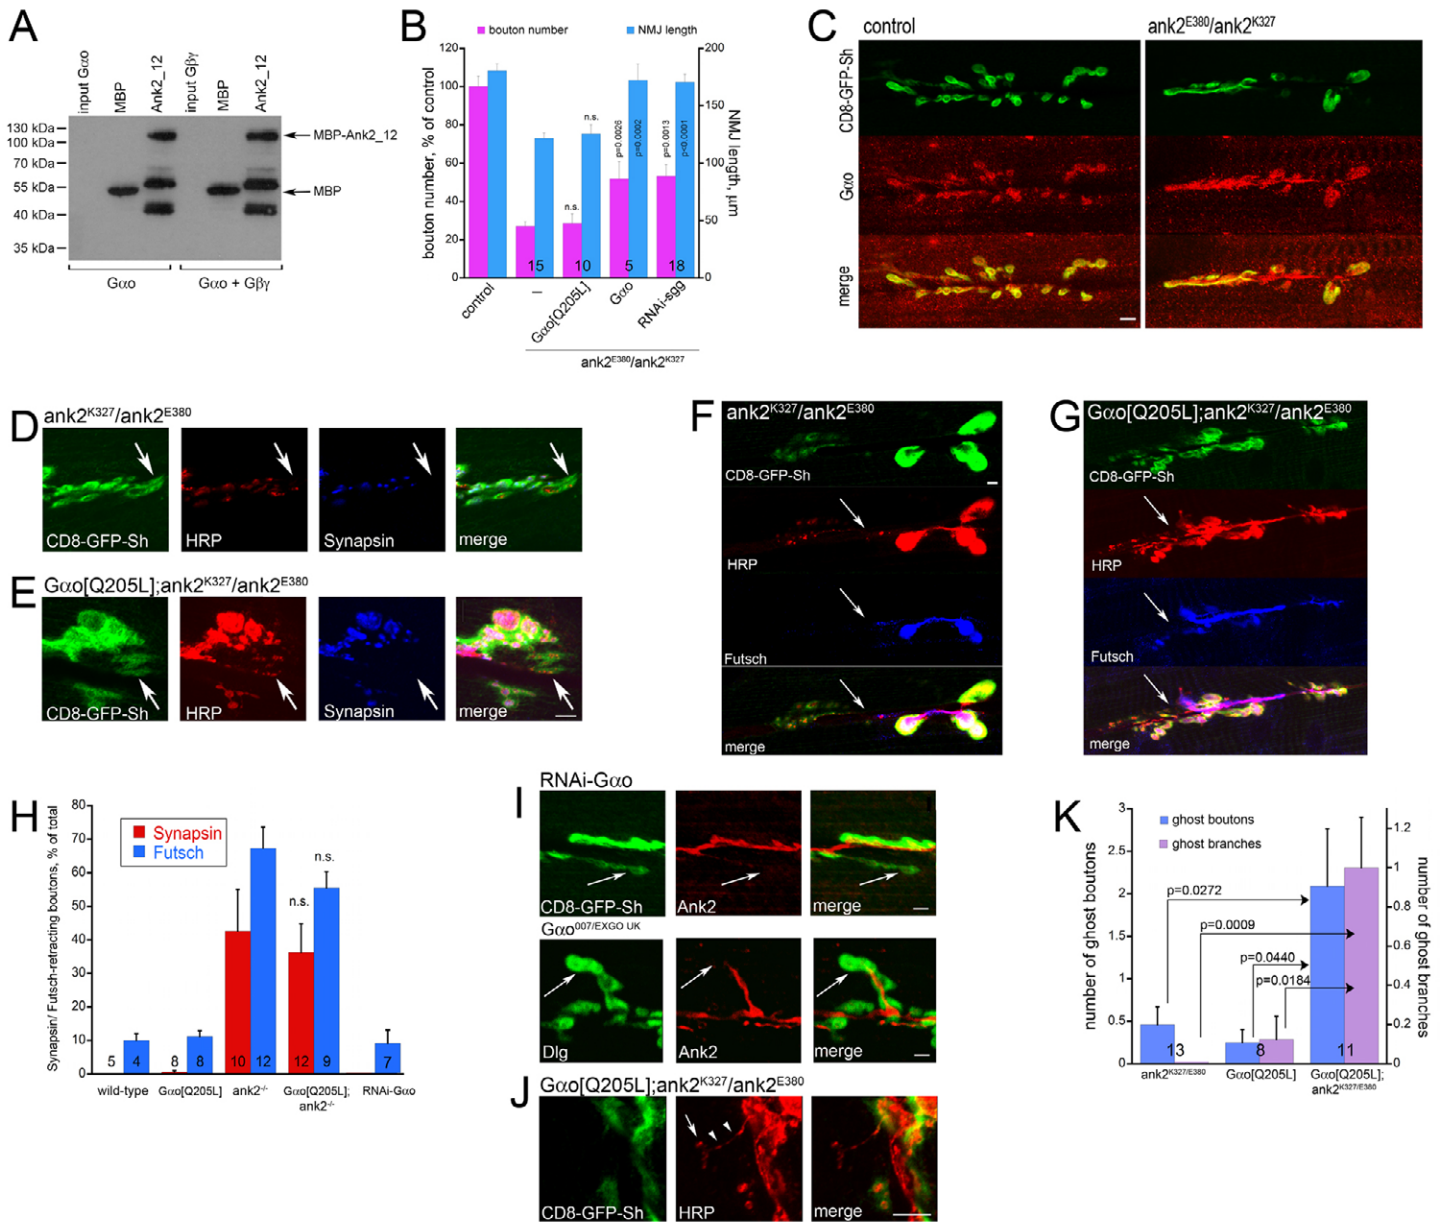 A
input Gαo
MBP
Ank2_12
input Gβγ
MBP
Ank2_12
130 kDa
100 kDa
70 kDa
55 kDa
40 kDa
35 kDa
MBP-Ank2_12
MBP
Gαo
Gαo + Gβγ
B
bouton number
NMJ length
bouton number, % of control
120
100
80
60
40
20
0
200
150
100
50
0
NMJ length, μm
n.s.
n.s.
p=0.0026
p=0.0002
p=0.0013
p<0.0001
15
10
5
18
control
–
Gαo[Q205L]
Gαo
RNAi-sgg
ank2E380/ank2K327
C
control
ank2E380/ank2K327
CD8-GFP-Sh
Gαo
merge
D
ank2K327/ank2E380
CD8-GFP-Sh
HRP
Synapsin
merge
E
Gαo[Q205L];ank2K327/ank2E380
CD8-GFP-Sh
HRP
Synapsin
merge
F
ank2K327/ank2E380
CD8-GFP-Sh
HRP
Futsch
merge
G
Gαo[Q205L];ank2K327/ank2E380
CD8-GFP-Sh
HRP
Futsch
merge
H
Synapsin/ Futsch-retracting boutons, % of total
80
70
60
50
40
30
20
10
0
Synapsin
Futsch
n.s.
n.s.
5
4
8
8
10
12
12
9
7
wild-type
Gαo[Q205L]
ank2-/-
Gαo[Q205L];
ank2-/-
RNAi-Gαo
I
RNAi-Gαo
CD8-GFP-Sh
Ank2
merge
Gαo007/EXGO UK
Dlg
Ank2
merge
J
Gαo[Q205L];ank2K327/ank2E380
CD8-GFP-Sh
HRP
merge
K
ghost boutons
ghost branches
number of ghost boutons
3
2.5
2
1.5
1
0.5
0
1.2
1
0.8
0.6
0.4
0.2
0
number of ghost branches
p=0.0272
p=0.0009
p=0.0440
p=0.0184
13
8
11
ank2K327/E380
Gαo[Q205L]
Gαo[Q205L];
ank2K327/E380